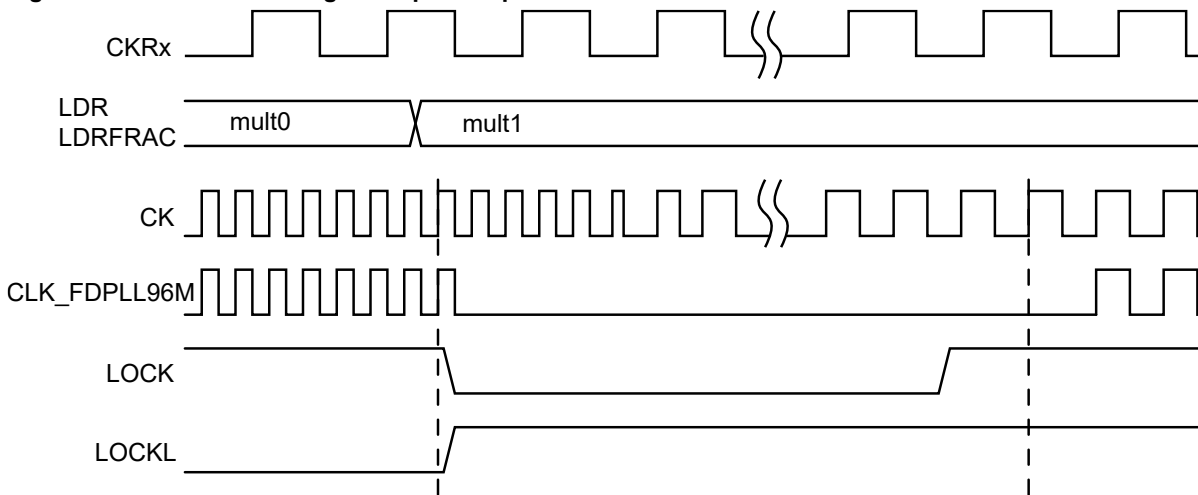 CKRx
LDR
LDRFRAC
mult0
mult1
CK
CLK_FDPLL96M
LOCK
LOCKL